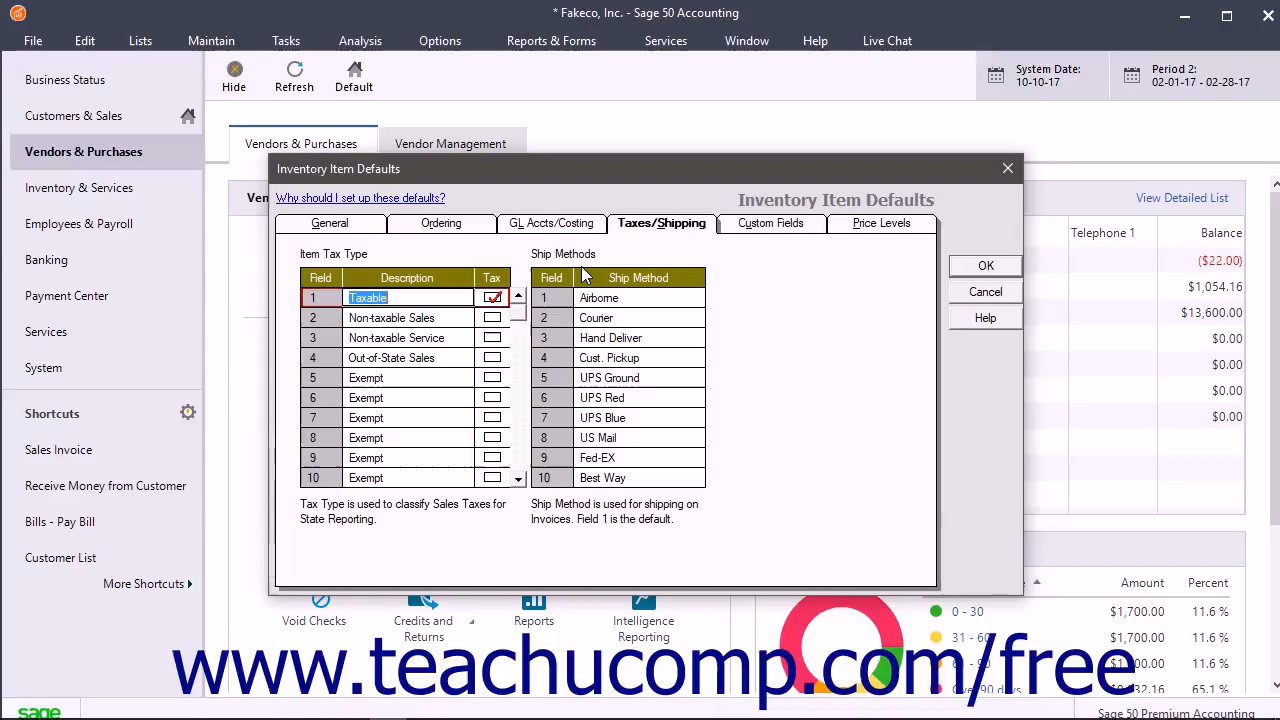 * Fakeco, Inc. - Sage 50 Accounting
File Edit Lists Maintain Tasks Analysis Options Reports & Forms Services Window Help Live Chat
Business Status
Customers & Sales
Vendors & Purchases
Inventory & Services
Employees & Payroll
Banking
Payment Center
Services
System
Shortcuts
Sales Invoice
Receive Money from Customer
Bills - Pay Bill
Customer List
More Shortcuts
Hide Refresh Default
System Date:
10-10-17
Period 2:
02-01-17 - 02-28-17
Vendors & Purchases Vendor Management
View Detailed List
Telephone 1 Balance
($22.00)
$1,054.16
$13,600.00
$0.00
$0.00
$0.00
$0.00
Inventory Item Defaults
Why should I set up these defaults?
Inventory Item Defaults
General Ordering GL Accts/Costing Taxes/Shipping Custom Fields Price Levels
OK
Cancel
Help
Item Tax Type
Field Description Tax
1 Taxable
2 Non-taxable Sales
3 Non-taxable Service
4 Out-of-State Sales
5 Exempt
6 Exempt
7 Exempt
8 Exempt
9 Exempt
10 Exempt
Tax Type is used to classify Sales Taxes for
State Reporting.
Ship Methods
Field Ship Method
1 Airborne
2 Courier
3 Hand Deliver
4 Cust. Pickup
5 UPS Ground
6 UPS Red
7 UPS Blue
8 US Mail
9 Fed-EX
10 Best Way
Ship Method is used for shipping on
Invoices. Field 1 is the default.
Void Checks
Credits and
Returns
Reports
Intelligence
Reporting
Amount Percent
0 - 30 $1,700.00 11.6 %
31 - 60 $1,700.00 11.6 %
11.6 %
65.1 %
www.teachucomp.com/free
sage
Sage 50 Premium Accounting